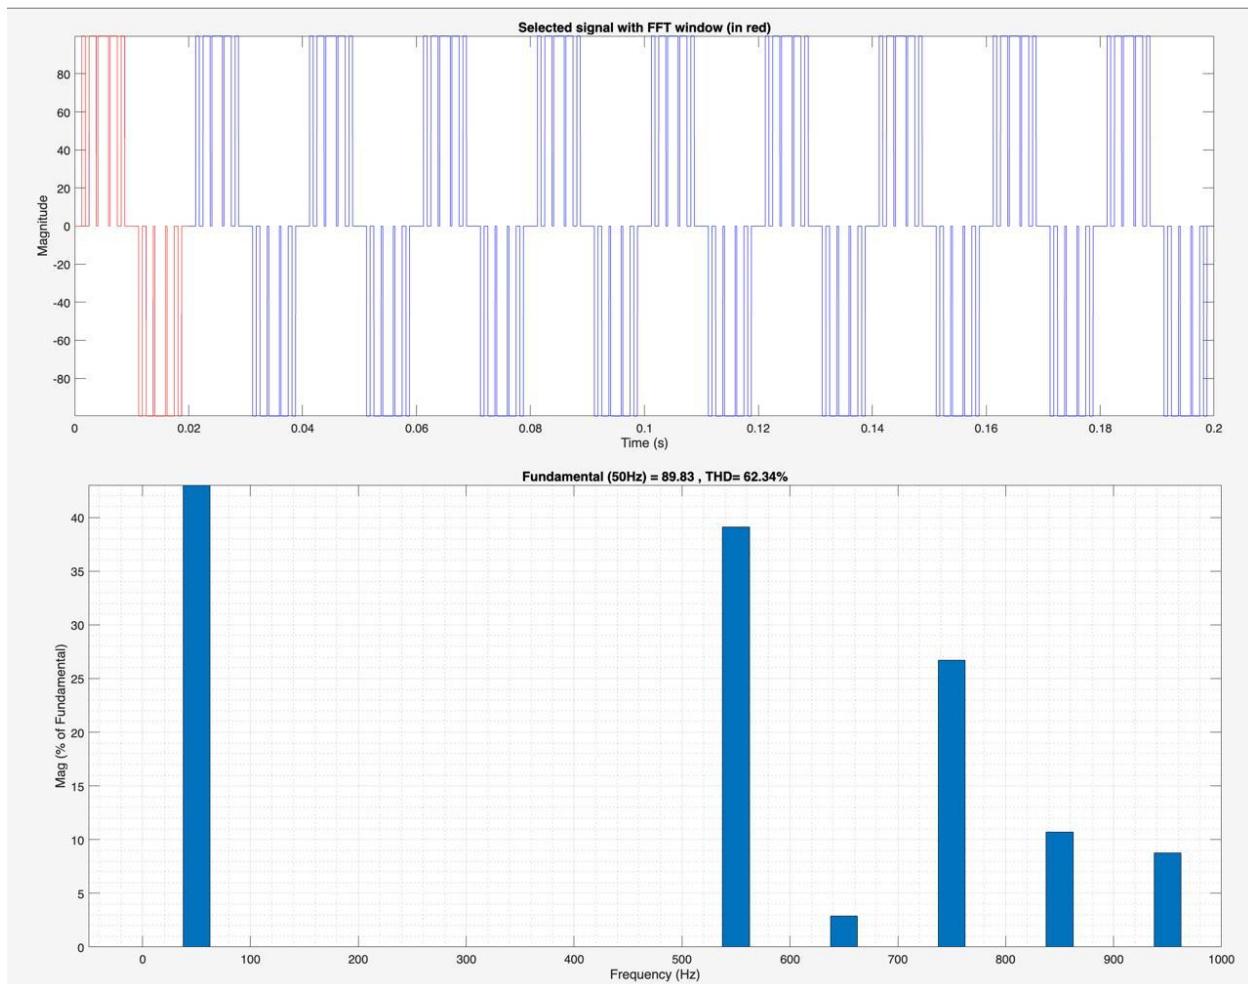 Selected signal with FFT window (in red)
80
60
40
20
0
-20
-40
-60
-80
Magnitude
0 0.02 0.04 0.06 0.08 0.1 0.12 0.14 0.16 0.18 0.2
Time (s)
Fundamental (50Hz) = 89.83 , THD= 62.34%
40
35
30
25
20
15
10
5
0
Mag (% of Fundamental)
0 100 200 300 400 500 600 700 800 900 1000
Frequency (Hz)